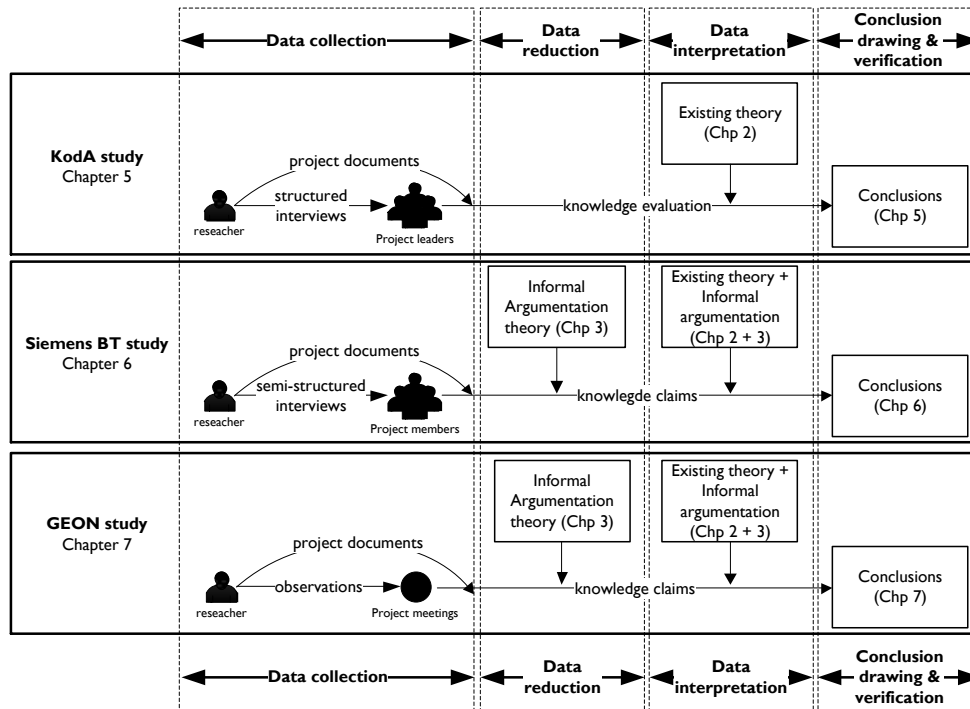 Data collection
Data
reduction
Data
interpretation
Conclusion
drawing &
verification
KodA study
Chapter 5
project documents
structured
interviews
reseacher
Project leaders
knowledge evaluation
Existing theory
(Chp 2)
Conclusions
(Chp 5)
Siemens BT study
Chapter 6
project documents
semi-structured
interviews
reseacher
Project members
Informal
Argumentation
theory (Chp 3)
knowlegde claims
Existing theory +
Informal
argumentation
(Chp 2 + 3)
Conclusions
(Chp 6)
GEON study
Chapter 7
project documents
observations
reseacher
Project meetings
Informal
Argumentation
theory (Chp 3)
knowledge claims
Existing theory +
Informal
argumentation
(Chp 2 + 3)
Conclusions
(Chp 7)
Data collection
Data
reduction
Data
interpretation
Conclusion
drawing &
verification